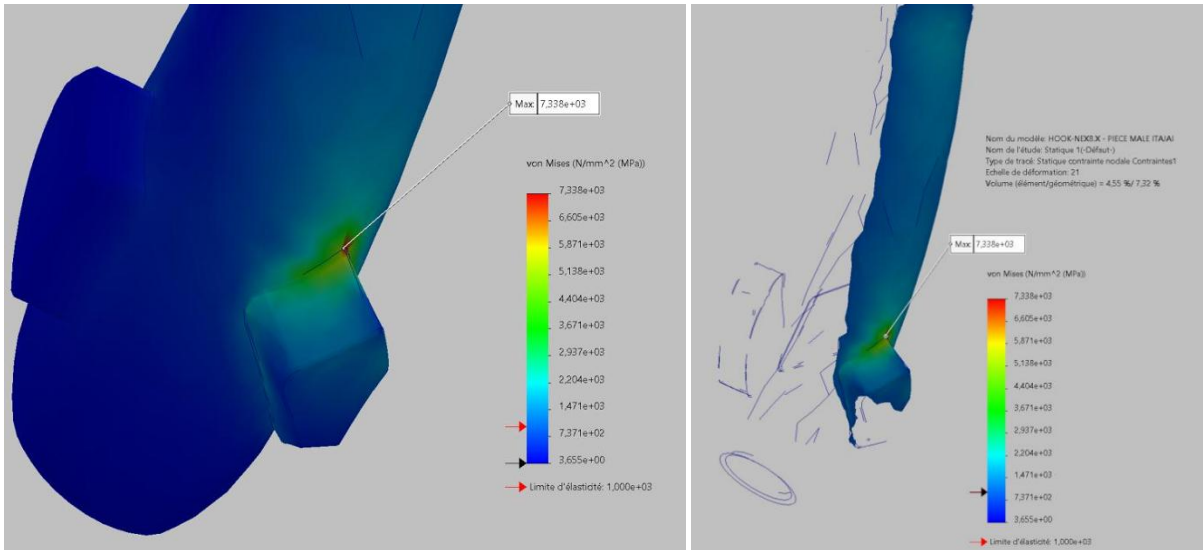 Max: 7,338e+03
von Mises (N/mm^2 (MPa))
7,338e+03
6,605e+03
5,871e+03
5,138e+03
4,404e+03
3,671e+03
2,937e+03
2,204e+03
1,471e+03
7,371e+02
3,655e+00
Limite d'élasticité: 1,000e+03
Nom du modèle: HOOK-NEXB.X - PIECE MALE ITAJAI
Nom de l'étude: Statique 1(-Défaut-)
Type de tracé: Statique contrainte nodale Contraintes1
Echelle de déformation: 21
Volume (élément/géométrique) = 4,55 %/ 7,32 %
Max: 7,338e+03
von Mises (N/mm^2 (MPa))
7,338e+03
6,605e+03
5,871e+03
5,138e+03
4,404e+03
3,671e+03
2,937e+03
2,204e+03
1,471e+03
7,371e+02
3,655e+00
Limite d'élasticité: 1,000e+03